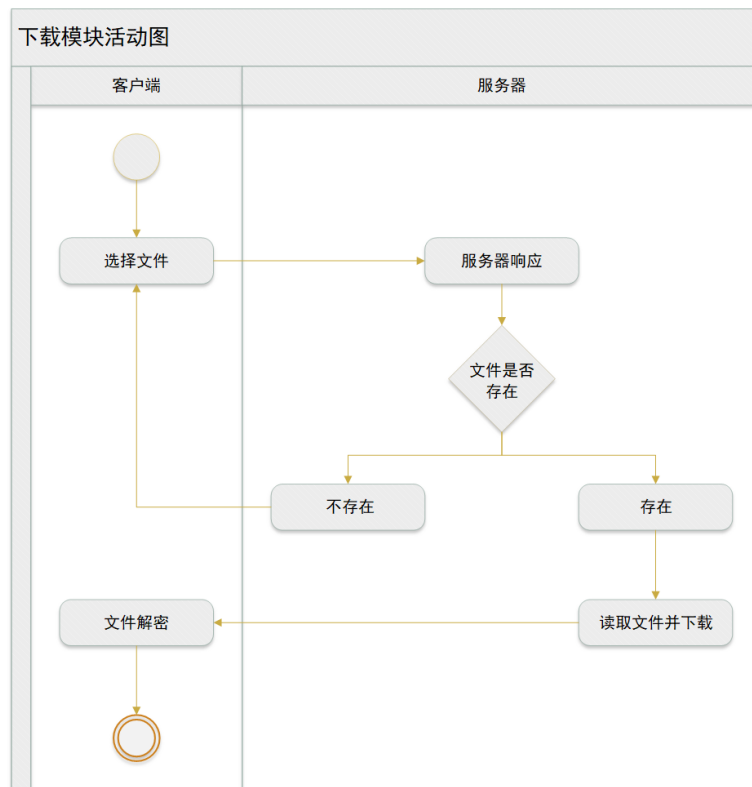 下载模块活动图
客户端
服务器
选择文件
服务器响应
文件是否
存在
不存在
存在
文件解密
读取文件并下载